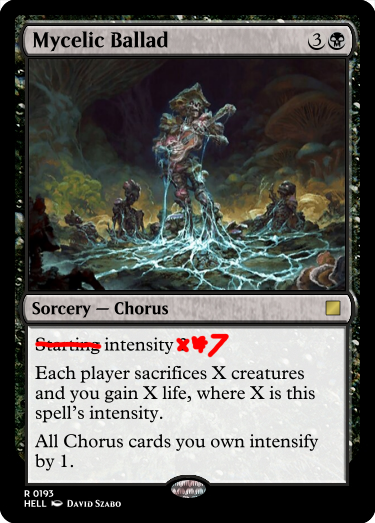 Mycelic Ballad 3
Sorcery — Chorus
Starting intensity 7
Each player sacrifices X creatures
and you gain X life, where X is this
spell's intensity.
All Chorus cards you own intensify
by 1.
R 0193
HELL DAVID SZABO